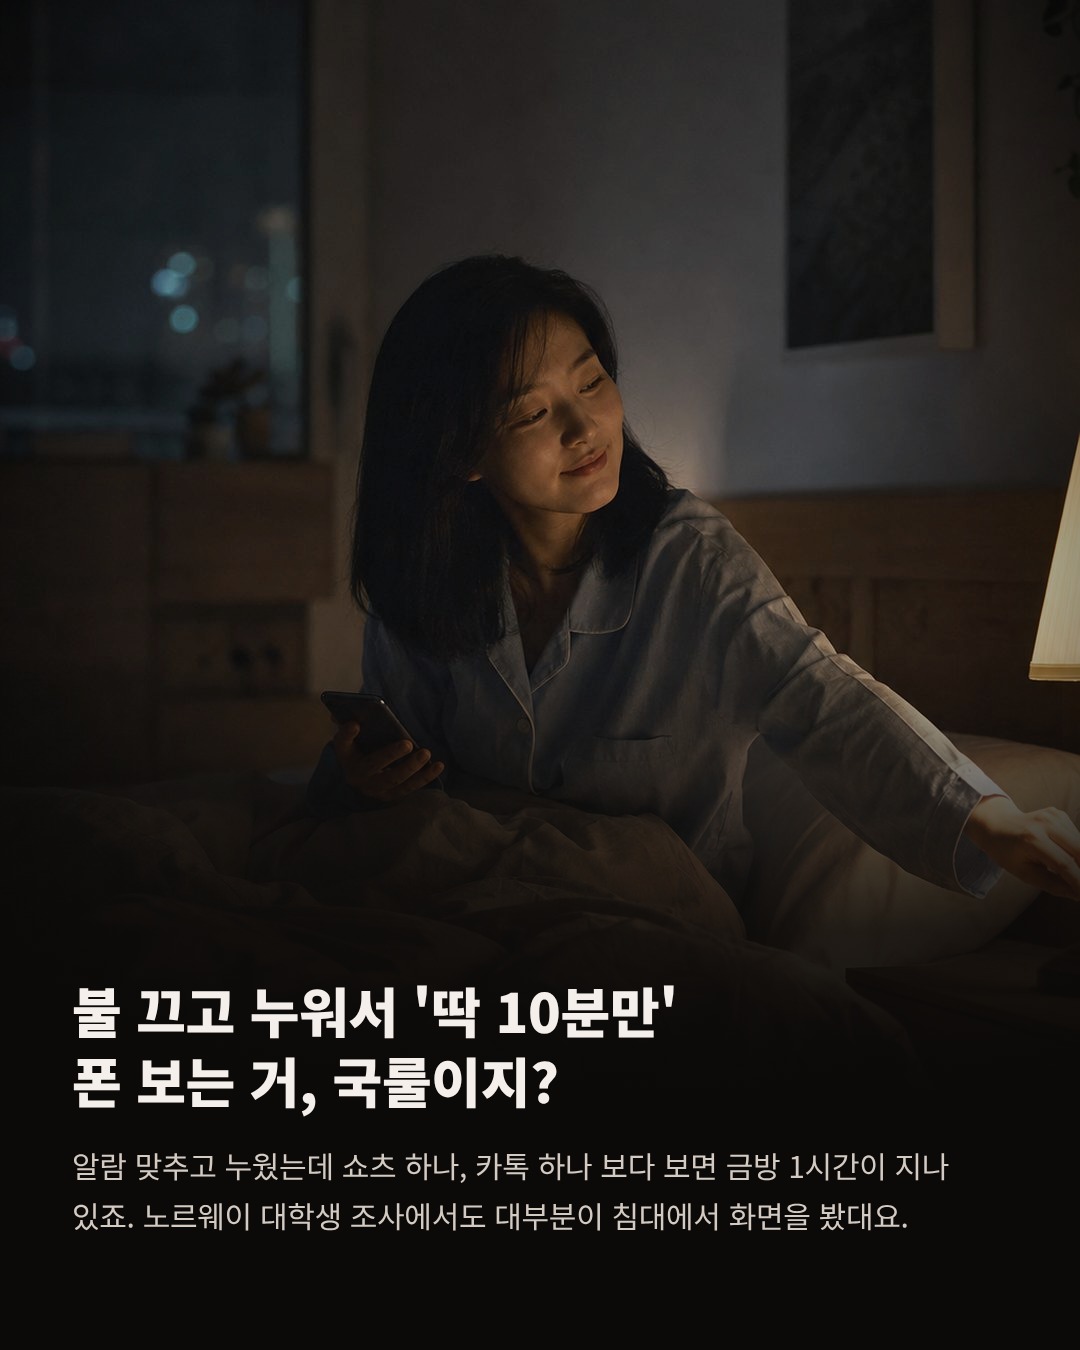 불 끄고 누워서 '딱 10분만'
폰 보는 거, 국룰이지?
알람 맞추고 누웠는데 쇼츠 하나, 카톡 하나 보다 보면 금방 1시간이 지나
있죠. 노르웨이 대학생 조사에서도 대부분이 침대에서 화면을 봤대요.